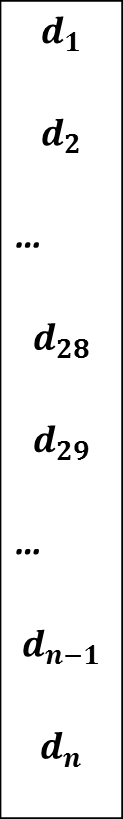 d₁
d₂
...
d₂₈
d₂₉
...
dₙ₋₁
dₙ